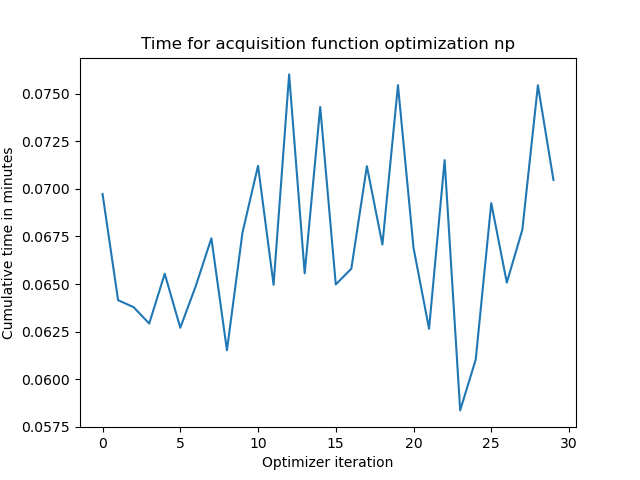 Time for acquisition function optimization np
Cumulative time in minutes
0.0750
0.0725
0.0700
0.0675
0.0650
0.0625
0.0600
0.0575
0 5 10 15 20 25 30
Optimizer iteration